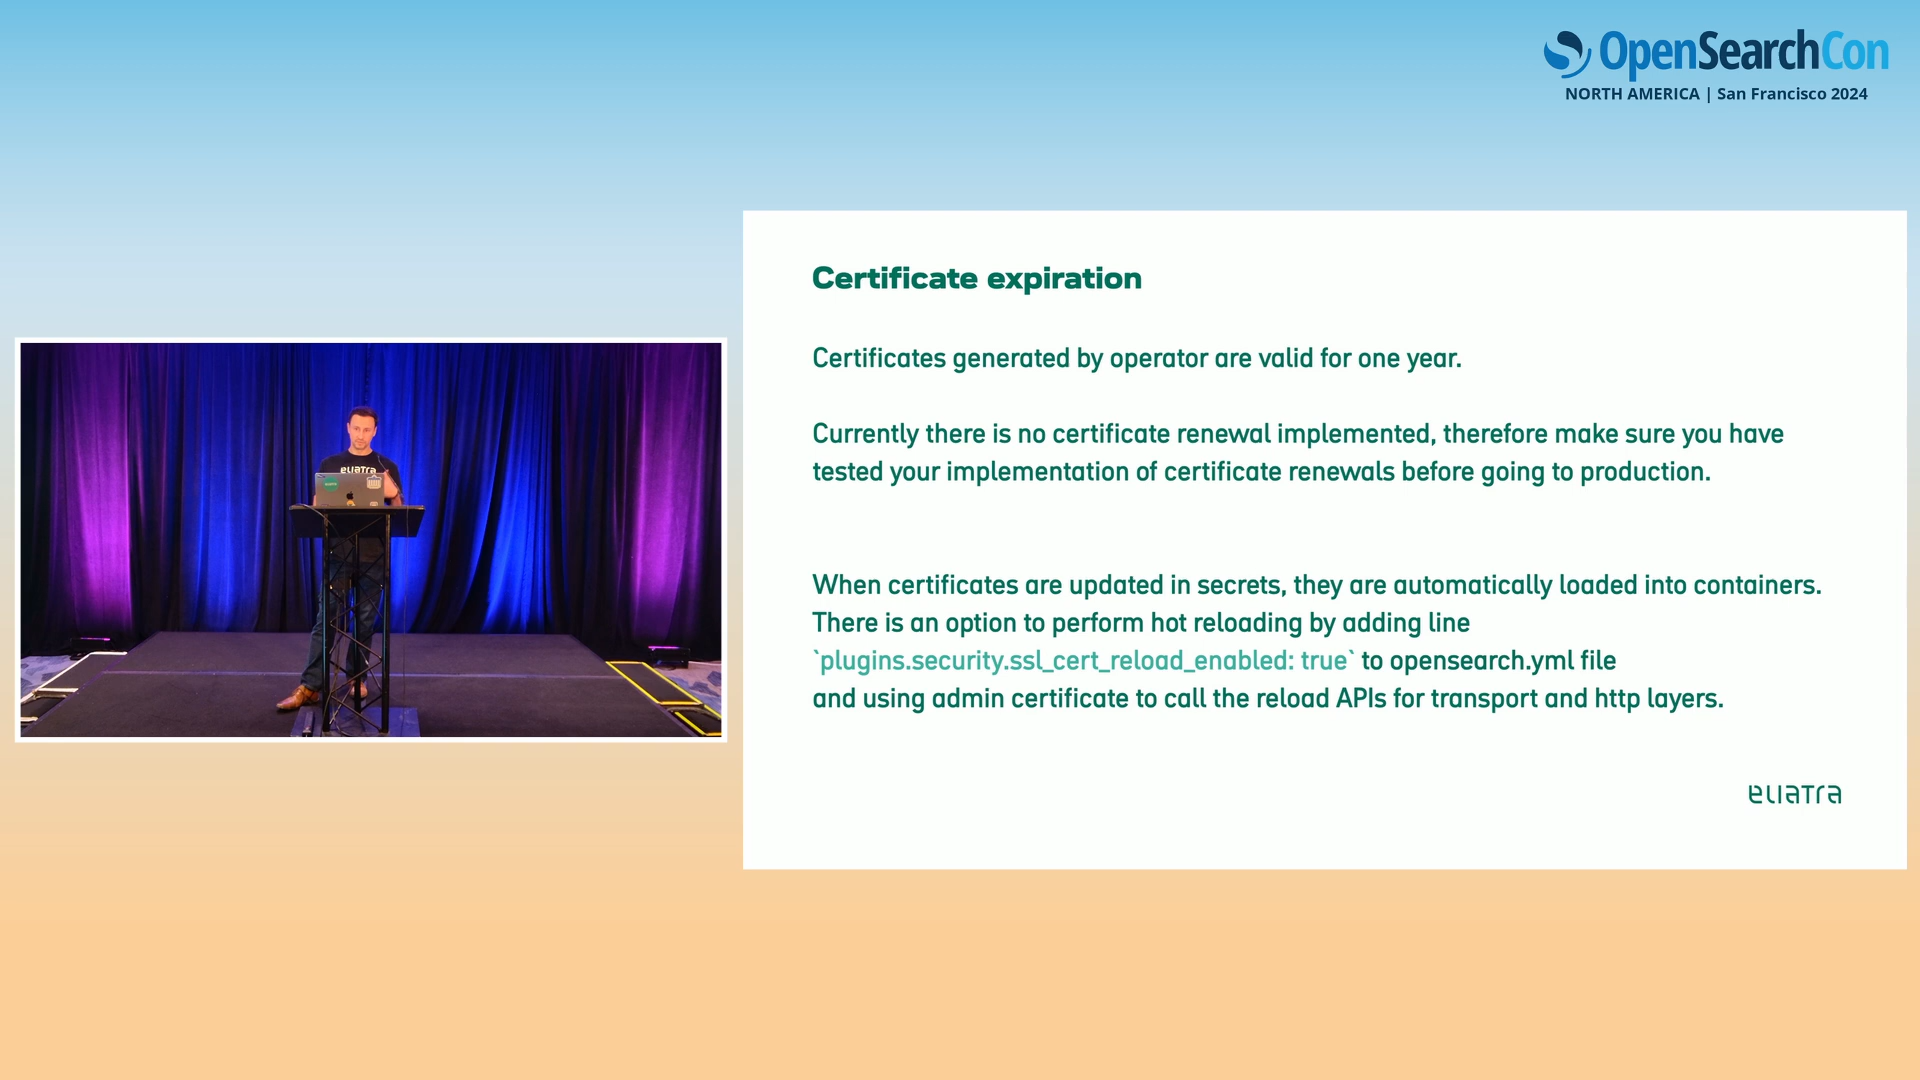 OpenSearchCon
NORTH AMERICA | San Francisco 2024
Certificate expiration
Certificates generated by operator are valid for one year.
Currently there is no certificate renewal implemented, therefore make sure you have
tested your implementation of certificate renewals before going to production.
When certificates are updated in secrets, they are automatically loaded into containers.
There is an option to perform hot reloading by adding line
`plugins.security.ssl_cert_reload_enabled: true` to opensearch.yml file
and using admin certificate to call the reload APIs for transport and http layers.
eliatra
eliatra